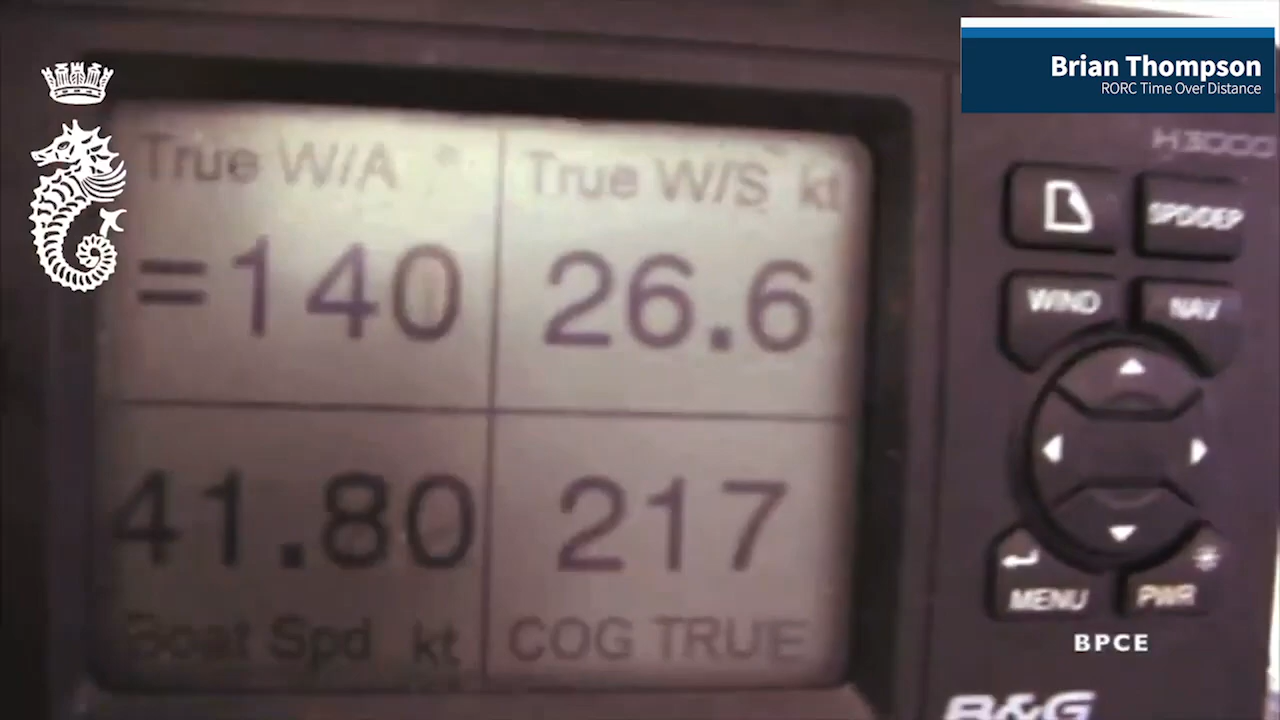 Brian Thompson
RORC Time Over Distance
H3000
True W/A °
True W/S kt
=140
26.6
41.80
217
Boat Spd kt
COG TRUE
SPD/DEP
WIND
NAV
MENU
PWR
BPCE
B&G